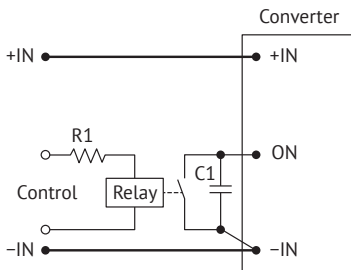 Converter
+IN
+IN
R1
ON
C1
Control
Relay
−IN
−IN